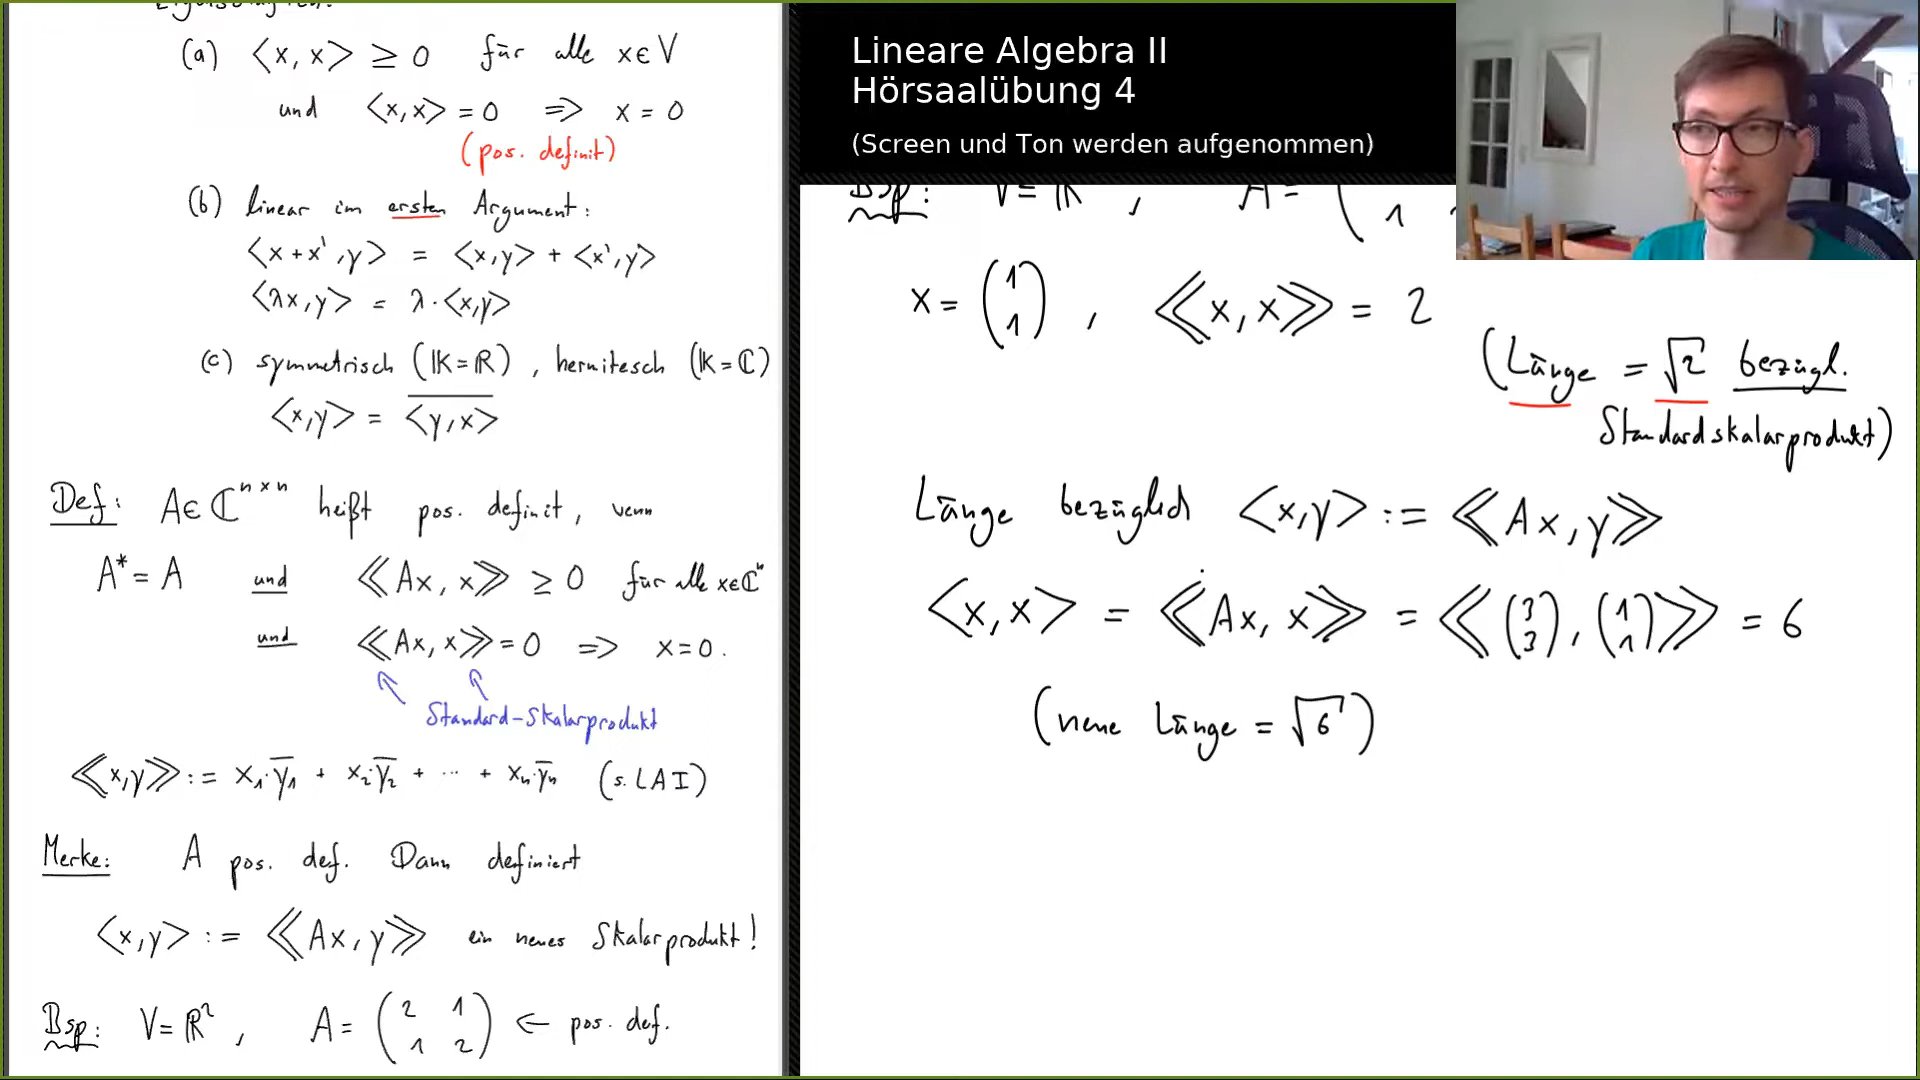 (a) <x, x> ≥ 0 für alle x∈V
und <x,x> = 0 => x = 0
(pos. definit)
(b) linear im ersten Argument:
<x+x',y> = <x,y> + <x',y>
<λx,y> = λ·<x,y>
(c) symmetrisch (𝕂=ℝ), hermitesch (𝕂=ℂ)
<x,y> = \overline{<y,x>}
Def: A∈ℂ^{n×n} heißt pos. definit, wenn
A* = A und ≪Ax, x≫ ≥ 0 für alle x∈ℂⁿ
und ≪Ax, x≫ = 0 => x=0.
Standard-Skalarprodukt
≪x,y≫ := x₁·ȳ₁ + x₂·ȳ₂ + ... + xₙ·ȳₙ (s. LA I)
Merke: A pos. def. Dann definiert
<x,y> := ≪Ax, y≫ ein neues Skalarprodukt!
Bsp: V=ℝ², A = (2 1
1 2) ← pos. def.
Lineare Algebra II
Hörsaalübung 4
(Screen und Ton werden aufgenommen)
x = (1
1), ≪x, x≫ = 2
(Länge = √2 bezügl.
Standardskalarprodukt)
Länge bezüglich <x,y> := ≪Ax, y≫
<x, x> = ≪Ax, x≫ = ≪(3 3), (1 1)≫ = 6
(neue Länge = √6)